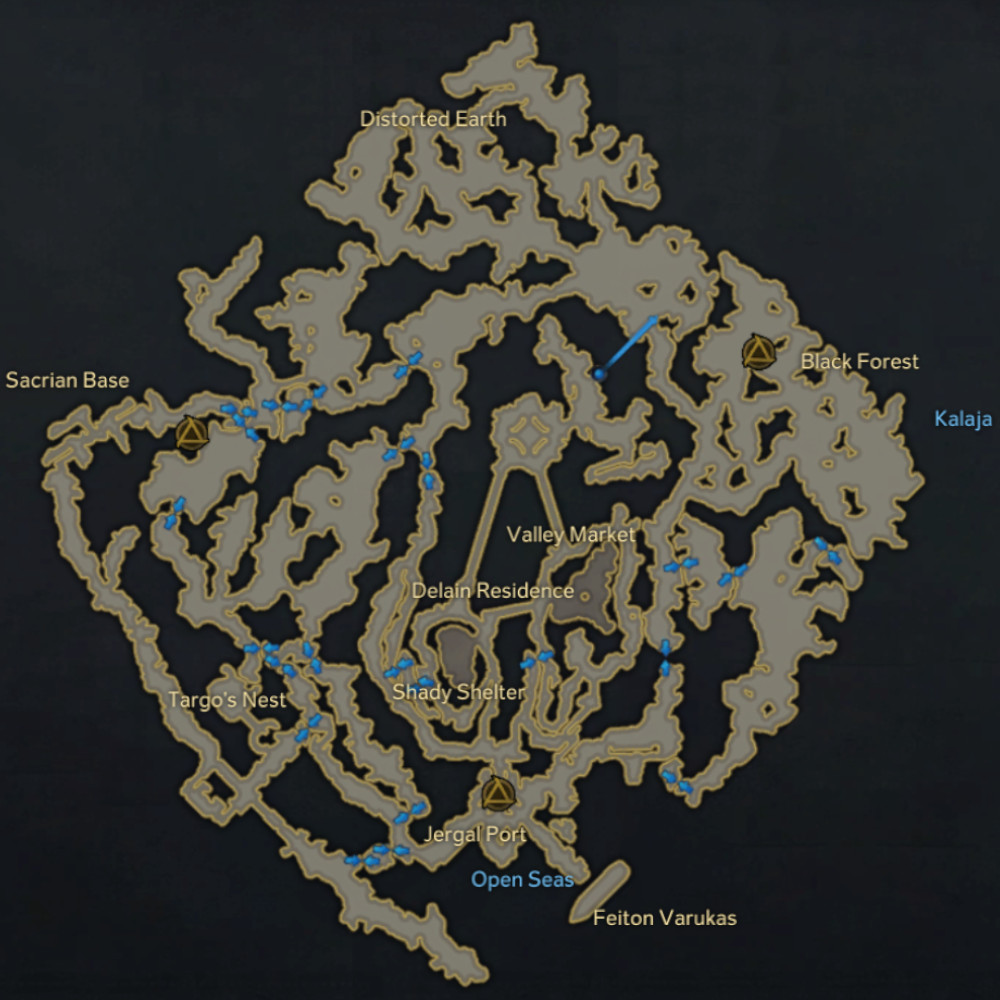 Distorted Earth
Black Forest
Sacrian Base
Kalaja
Valley Market
Delain Residence
Shady Shelter
Targo's Nest
Jergal Port
Open Seas
Feiton Varukas